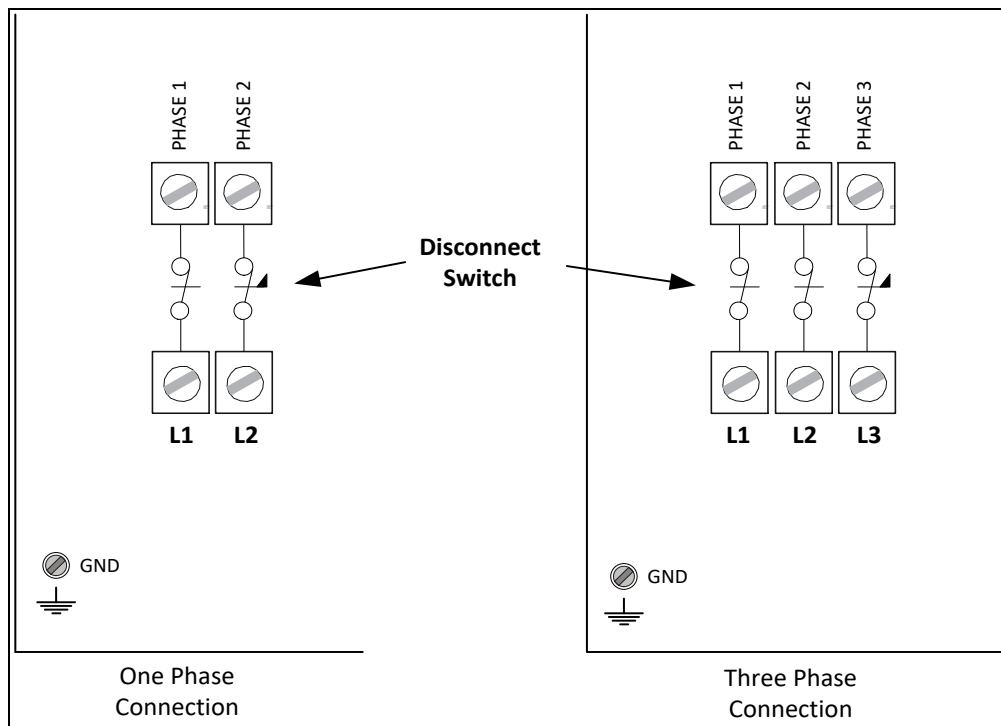 PHASE 1
PHASE 2
PHASE 1
PHASE 2
PHASE 3
Disconnect
Switch
L1
L2
L1
L2
L3
GND
GND
One Phase
Connection
Three Phase
Connection